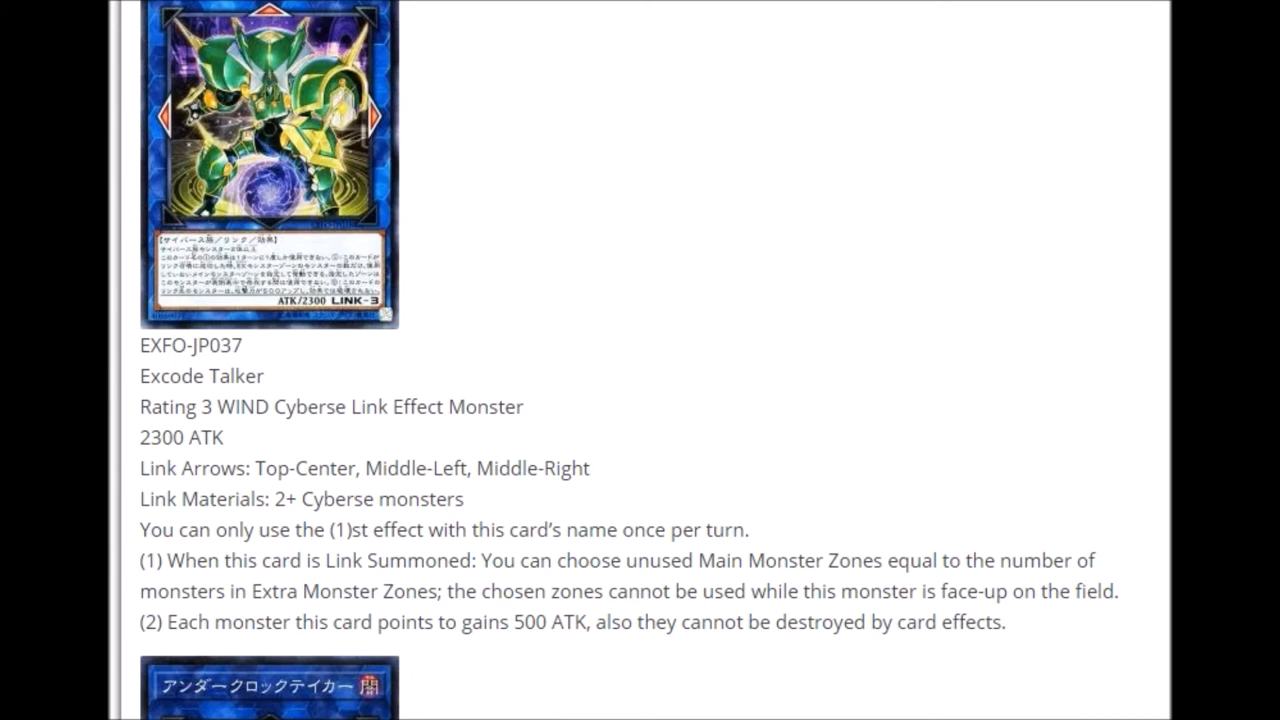 【サイバース族/リンク/効果】
ATK/2300 LINK-3
EXFO-JP037
Excode Talker
Rating 3 WIND Cyberse Link Effect Monster
2300 ATK
Link Arrows: Top-Center, Middle-Left, Middle-Right
Link Materials: 2+ Cyberse monsters
You can only use the (1)st effect with this card’s name once per turn.
(1) When this card is Link Summoned: You can choose unused Main Monster Zones equal to the number of
monsters in Extra Monster Zones; the chosen zones cannot be used while this monster is face-up on the field.
(2) Each monster this card points to gains 500 ATK, also they cannot be destroyed by card effects.
アンダークロックテイカー 闇